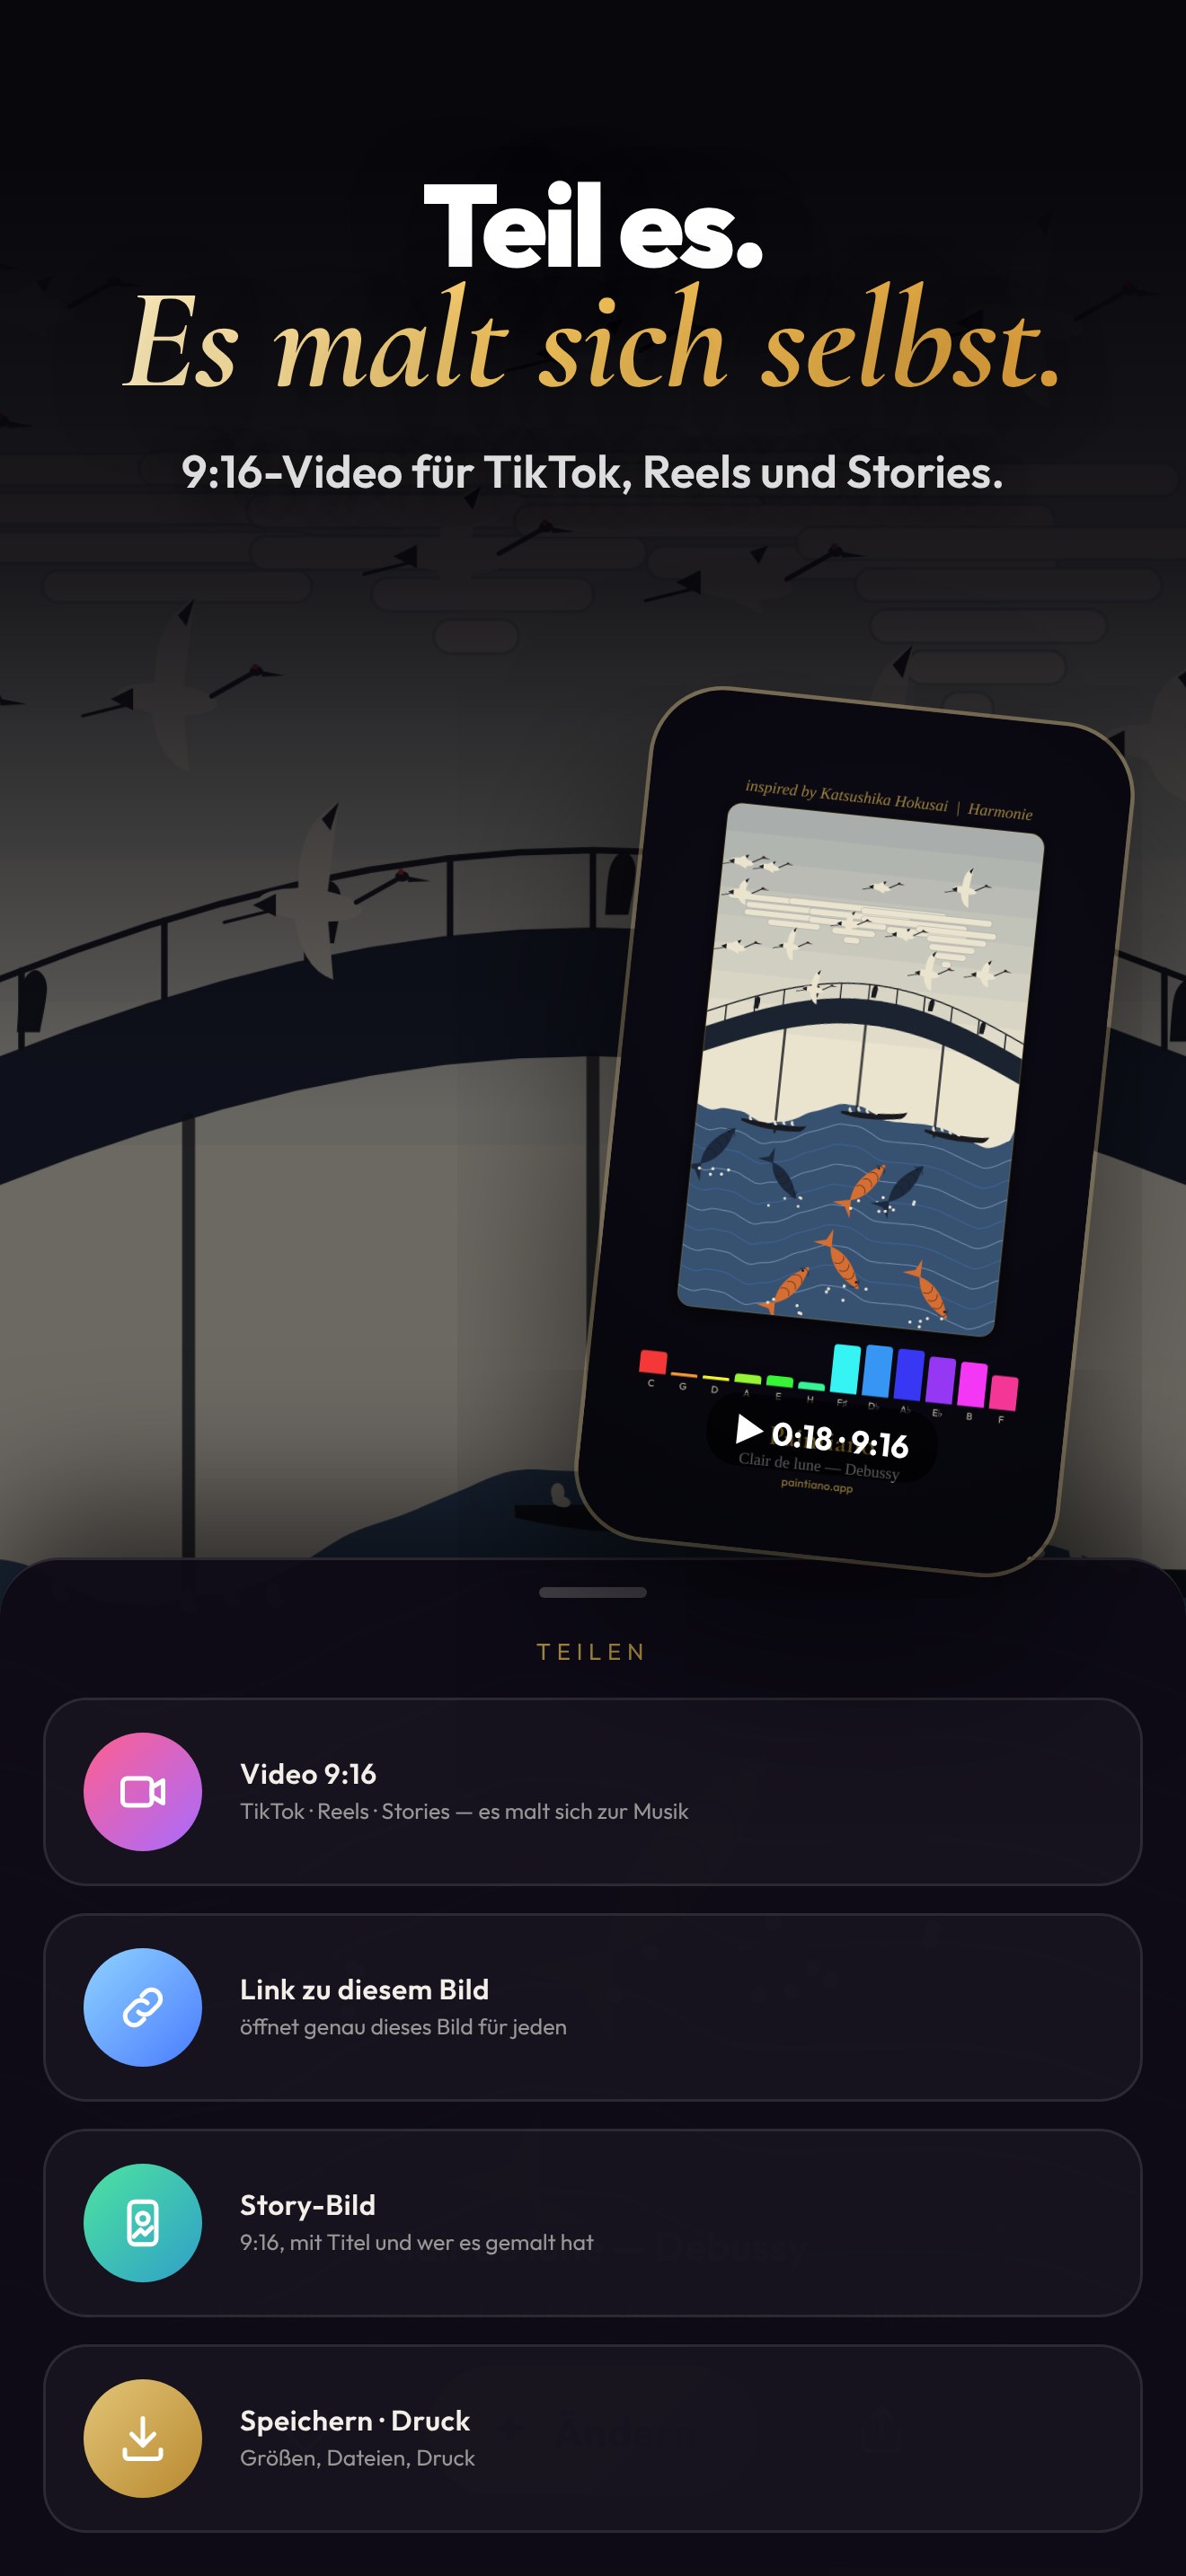 Teil es.
Es malt sich selbst.
9:16-Video für TikTok, Reels und Stories.
inspired by Katsushika Hokusai | Harmonie
C G D A E H F# D♭ A♭ E♭ B F
0:18 · 9:16
Clair de lune — Debussy
paintiano.app
TEILEN
Video 9:16
TikTok · Reels · Stories — es malt sich zur Musik
Link zu diesem Bild
öffnet genau dieses Bild für jeden
Story-Bild
9:16, mit Titel und wer es gemalt hat
Debussy
Speichern · Druck
Ändern
Größen, Dateien, Druck